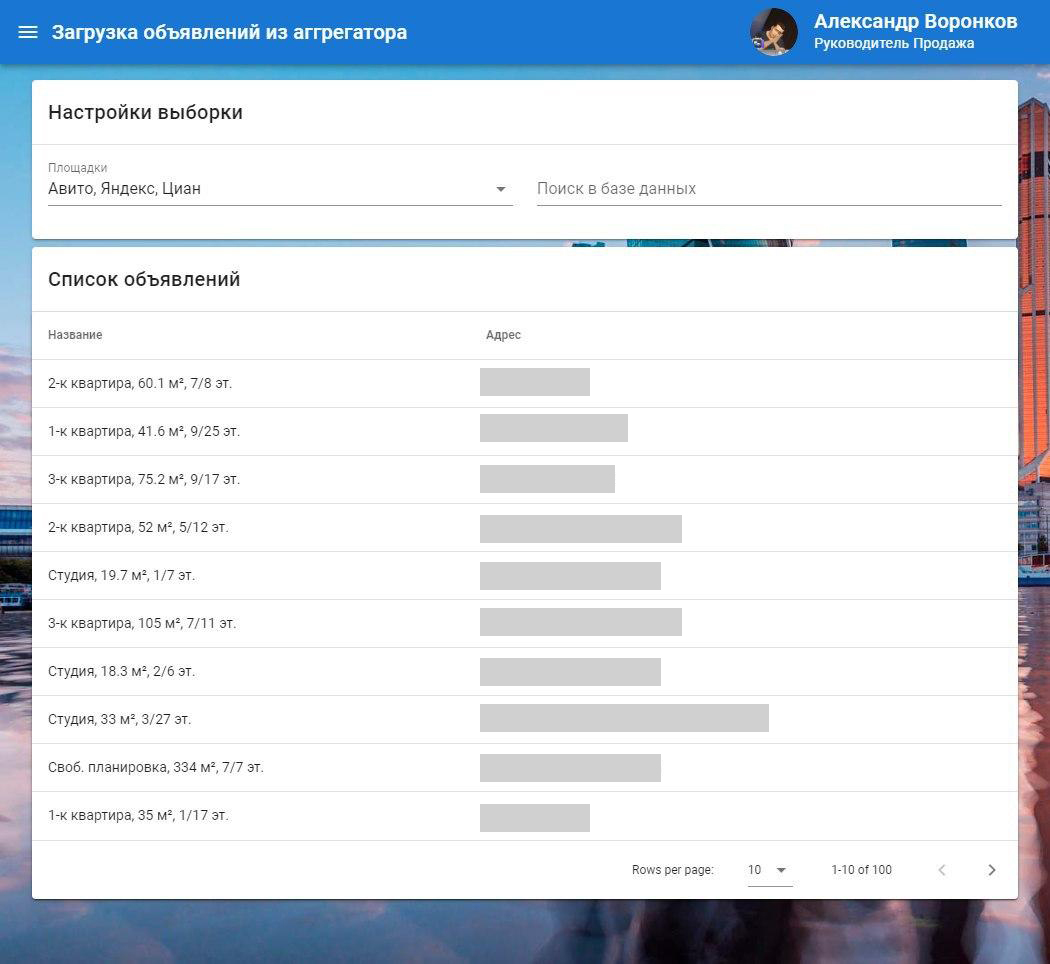 Загрузка объявлений из аггрегатора
Александр Воронков
Руководитель Продажа
Настройки выборки
Площадки
Авито, Яндекс, Циан
Поиск в базе данных
Список объявлений
Название Адрес
2-к квартира, 60.1 м², 7/8 эт.
1-к квартира, 41.6 м², 9/25 эт.
3-к квартира, 75.2 м², 9/17 эт.
2-к квартира, 52 м², 5/12 эт.
Студия, 19.7 м², 1/7 эт.
3-к квартира, 105 м², 7/11 эт.
Студия, 18.3 м², 2/6 эт.
Студия, 33 м², 3/27 эт.
Своб. планировка, 334 м², 7/7 эт.
1-к квартира, 35 м², 1/17 эт.
Rows per page: 10 1-10 of 100